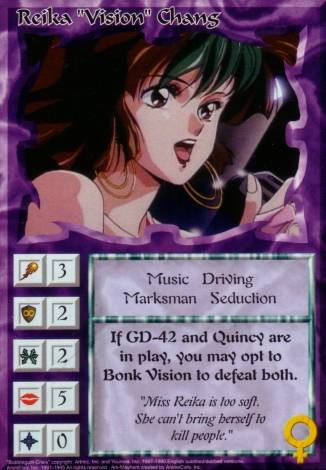 Reika "Vision" Chang
3
2
2
5
0
Music Driving
Marksman Seduction
If GD-42 and Quincy are
in play, you may opt to
Bonk Vision to defeat both.
"Miss Reika is too soft.
She can't bring herself to
kill people."